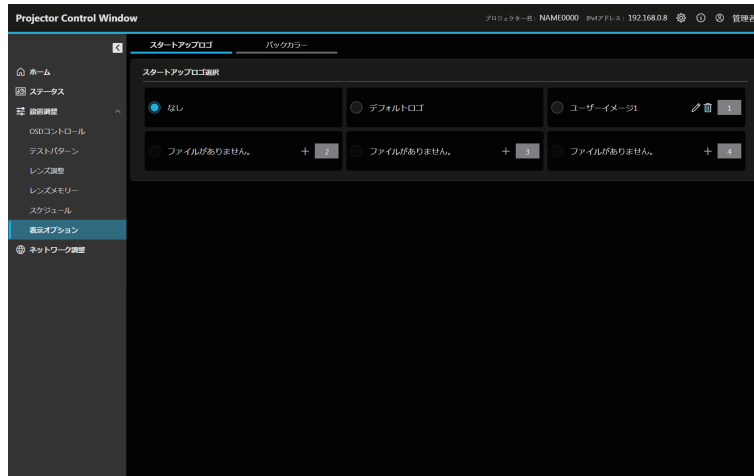 Projector Control Window
プロジェクター名: NAME0000 IPv4アドレス: 192.168.0.8 管理者
スタートアップロゴ バックカラー
ホーム
ステータス
設置調整
OSDコントロール
テストパターン
レンズ調整
レンズメモリー
スケジュール
表示オプション
ネットワーク調整
スタートアップロゴ選択
なし デフォルトロゴ ユーザーイメージ1 1
ファイルがありません。 + 2 ファイルがありません。 + 3 ファイルがありません。 + 4